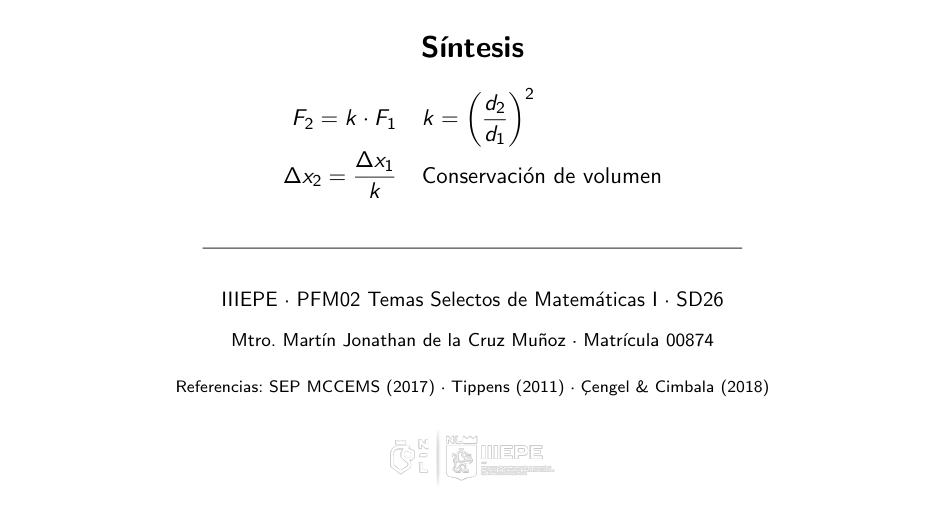 Síntesis
F₂ = k · F₁ k = (d₂/d₁)²
Δx₂ = Δx₁/k Conservación de volumen
IIIEPE · PFM02 Temas Selectos de Matemáticas I · SD26
Mtro. Martín Jonathan de la Cruz Muñoz · Matrícula 00874
Referencias: SEP MCCEMS (2017) · Tippens (2011) · Çengel & Cimbala (2018)
NL IIIEPE